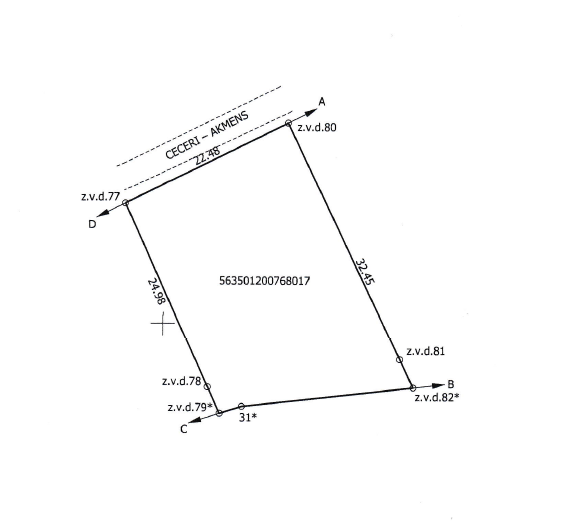 A
z.v.d.80
CECERI - AKMENS
22.48
z.v.d.77
D
32.45
563501200768017
24.98
z.v.d.81
z.v.d.78
B
z.v.d.82*
z.v.d.79*
31*
C